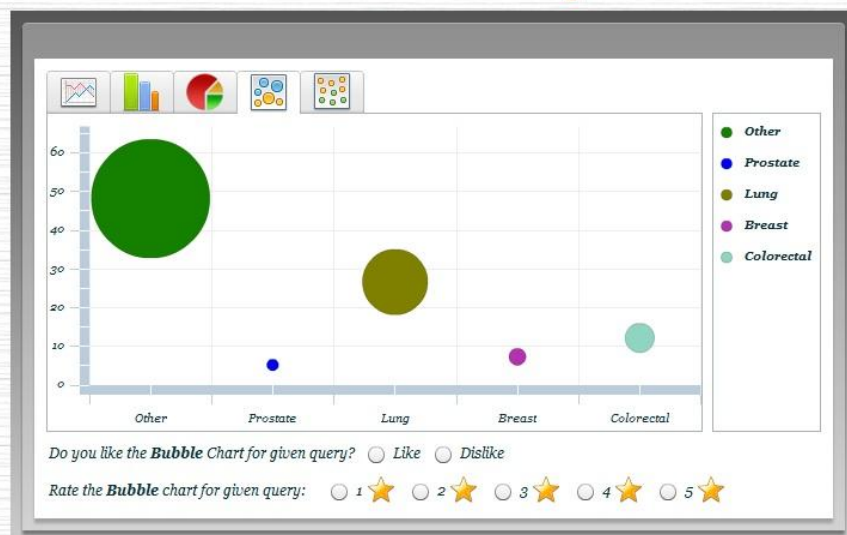 60
50
40
30
20
10
0
Other Prostate Lung Breast Colorectal
Other
Prostate
Lung
Breast
Colorectal
Do you like the Bubble Chart for given query? Like Dislike
Rate the Bubble chart for given query: 1 2 3 4 5